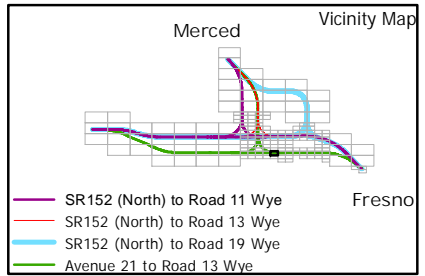 Vicinity Map
Merced
Fresno
SR152 (North) to Road 11 Wye
SR152 (North) to Road 13 Wye
SR152 (North) to Road 19 Wye
Avenue 21 to Road 13 Wye